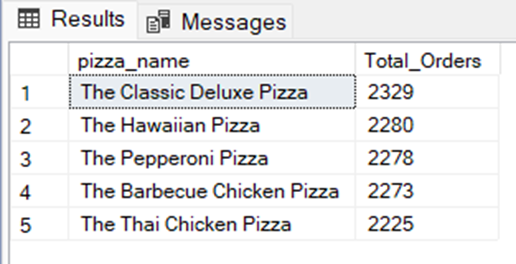 Results Messages
pizza_name Total_Orders
1 The Classic Deluxe Pizza 2329
2 The Hawaiian Pizza 2280
3 The Pepperoni Pizza 2278
4 The Barbecue Chicken Pizza 2273
5 The Thai Chicken Pizza 2225